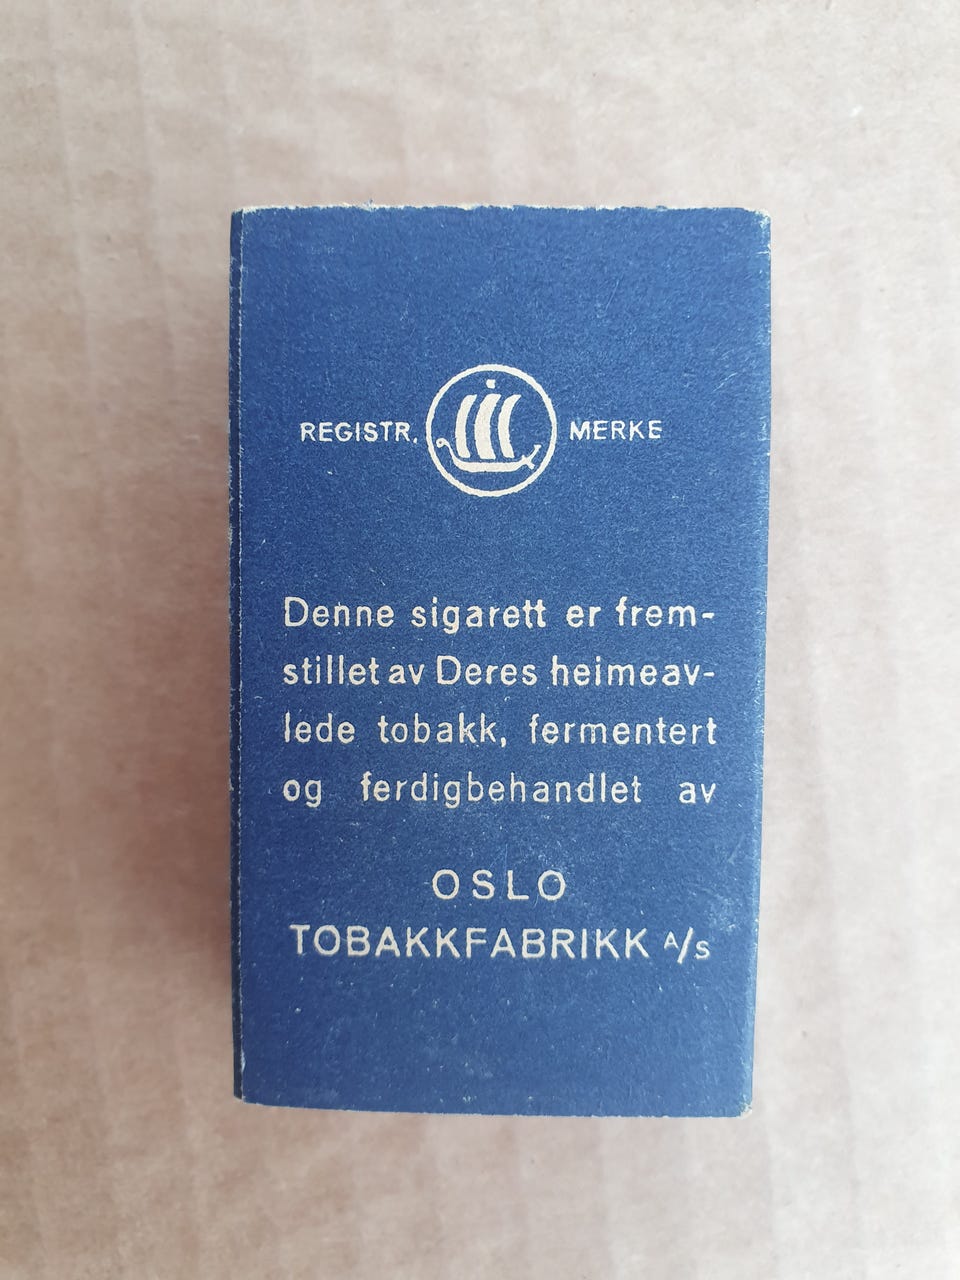 REGISTR. MERKE
Denne sigarett er frem-
stillet av Deres heimeav-
lede tobakk, fermentert
og ferdigbehandlet av
OSLO
TOBAKKFABRIKK A/S